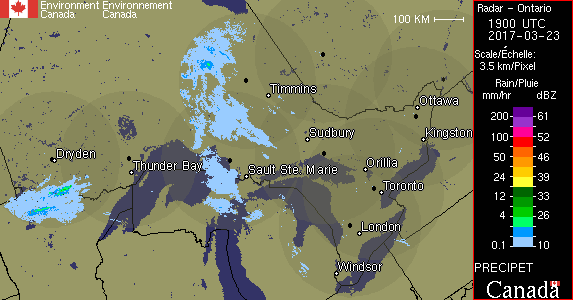 Environment Environnement
Canada Canada
100 KM
Timmins
Ottawa
Sudbury
Kingston
Dryden
Thunder Bay
Sault Ste. Marie
Orillia
Toronto
London
Windsor
Radar - Ontario
1900 UTC
2017-03-23
Scale/Échelle:
3.5 km/Pixel
Rain/Pluie
mm/hr dBZ
200 61
100 52
50 46
24 39
12 33
4 26
0.1 10
PRECIPET
Canada